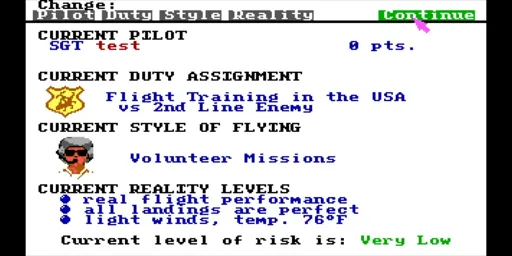 Change:
Pilot Duty Style Reality Continue
CURRENT PILOT
SGT test 0 pts.
CURRENT DUTY ASSIGNMENT
Flight Training in the USA
vs 2nd Line Enemy
CURRENT STYLE OF FLYING
Volunteer Missions
CURRENT REALITY LEVELS
real flight performance
all landings are perfect
light winds, temp. 76°F
Current level of risk is: Very Low